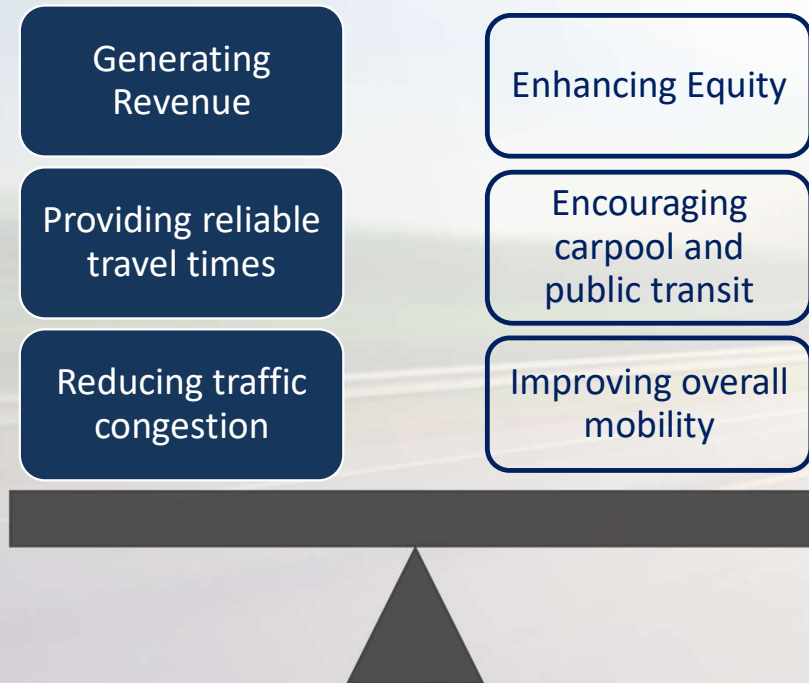 Generating
Revenue
Enhancing Equity
Providing reliable
travel times
Encouraging
carpool and
public transit
Reducing traffic
congestion
Improving overall
mobility